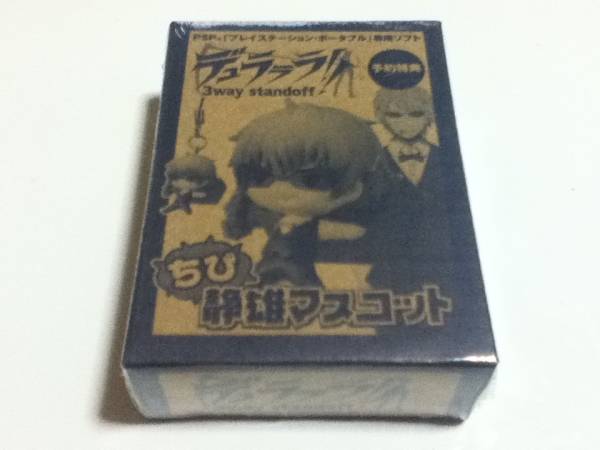 PSP®「プレイステーション・ポータブル」専用ソフト
デュラララ!!
3way standoff
予約特典
ちび
静雄マスコット